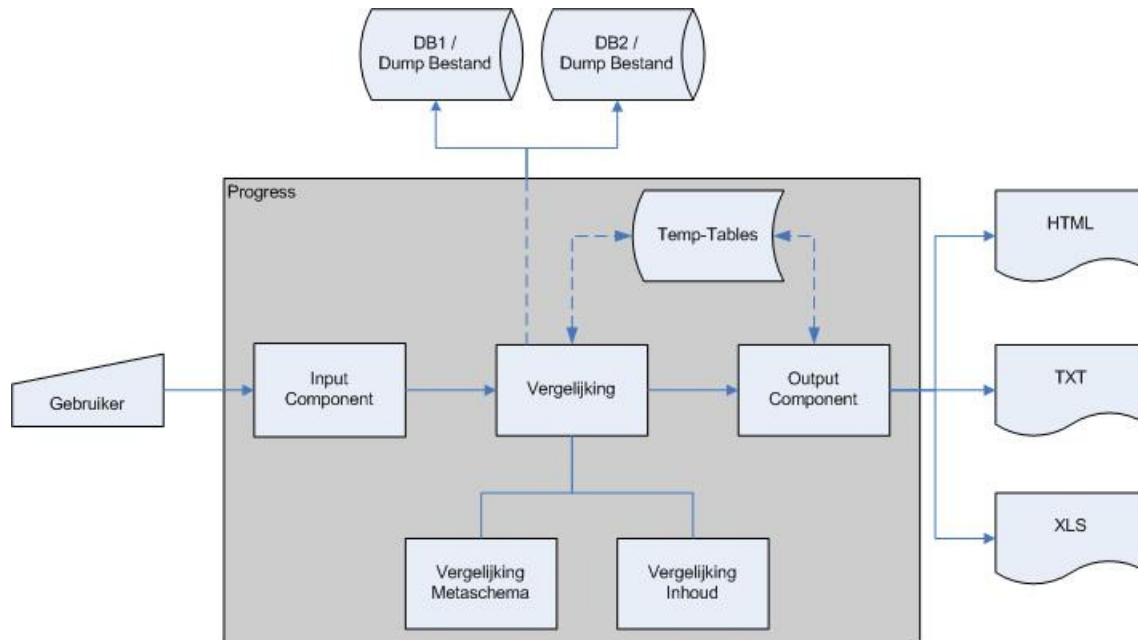 DB1 /
Dump Bestand
DB2 /
Dump Bestand
Progress
Temp-Tables
HTML
Gebruiker
Input
Component
Vergelijking
Output
Component
TXT
Vergelijking
Metaschema
Vergelijking
Inhoud
XLS